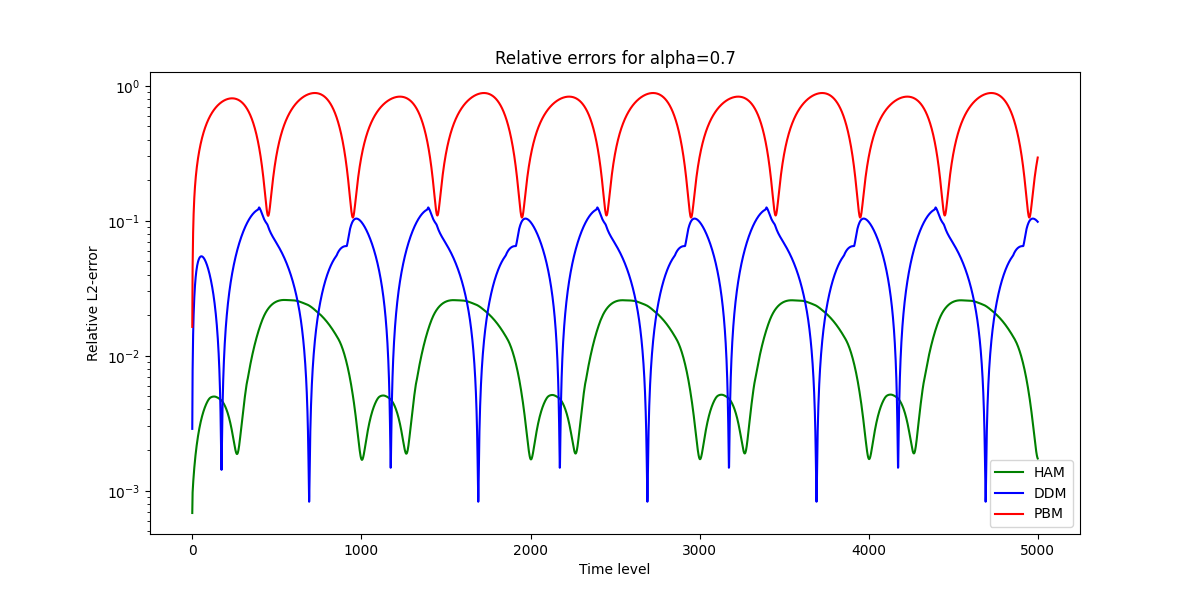 Relative errors for alpha=0.7
Relative L2-error
10⁰
10⁻¹
10⁻²
10⁻³
0 1000 2000 3000 4000 5000
Time level
HAM
DDM
PBM